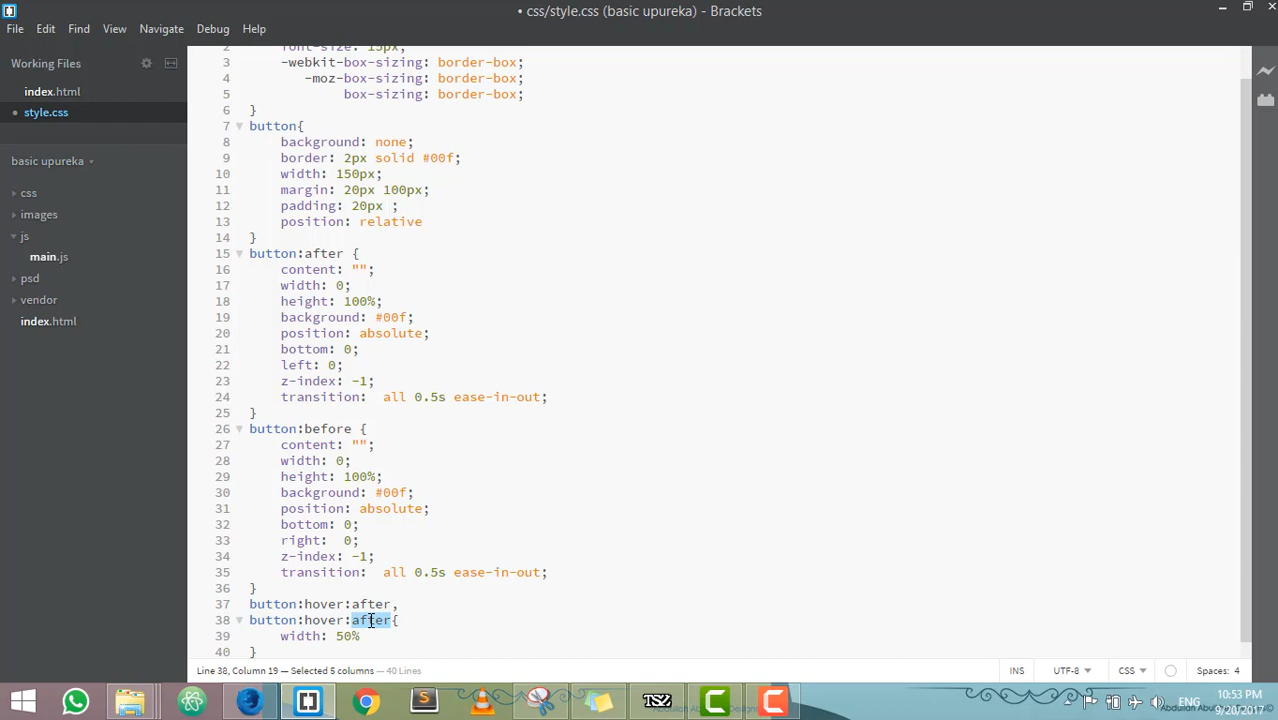 • css/style.css (basic upureka) - Brackets
File Edit Find View Navigate Debug Help
Working Files
index.html
• style.css
basic upureka
css
images
js
main.js
psd
vendor
index.html
2 font-size: 15px;
3 -webkit-box-sizing: border-box;
4 -moz-box-sizing: border-box;
5 box-sizing: border-box;
6 }
7 button{
8 background: none;
9 border: 2px solid #00f;
10 width: 150px;
11 margin: 20px 100px;
12 padding: 20px ;
13 position: relative
14 }
15 button:after {
16 content: "";
17 width: 0;
18 height: 100%;
19 background: #00f;
20 position: absolute;
21 bottom: 0;
22 left: 0;
23 z-index: -1;
24 transition:  all 0.5s ease-in-out;
25 }
26 button:before {
27 content: "";
28 width: 0;
29 height: 100%;
30 background: #00f;
31 position: absolute;
32 bottom: 0;
33 right:  0;
34 z-index: -1;
35 transition:  all 0.5s ease-in-out;
36 }
37 button:hover:after,
38 button:hover:after{
39 width: 50%
40 }
Line 38, Column 19 — Selected 5 columns — 40 Lines
INS UTF-8 CSS Spaces: 4
TSZ
ENG
10:53 PM
9/20/2017